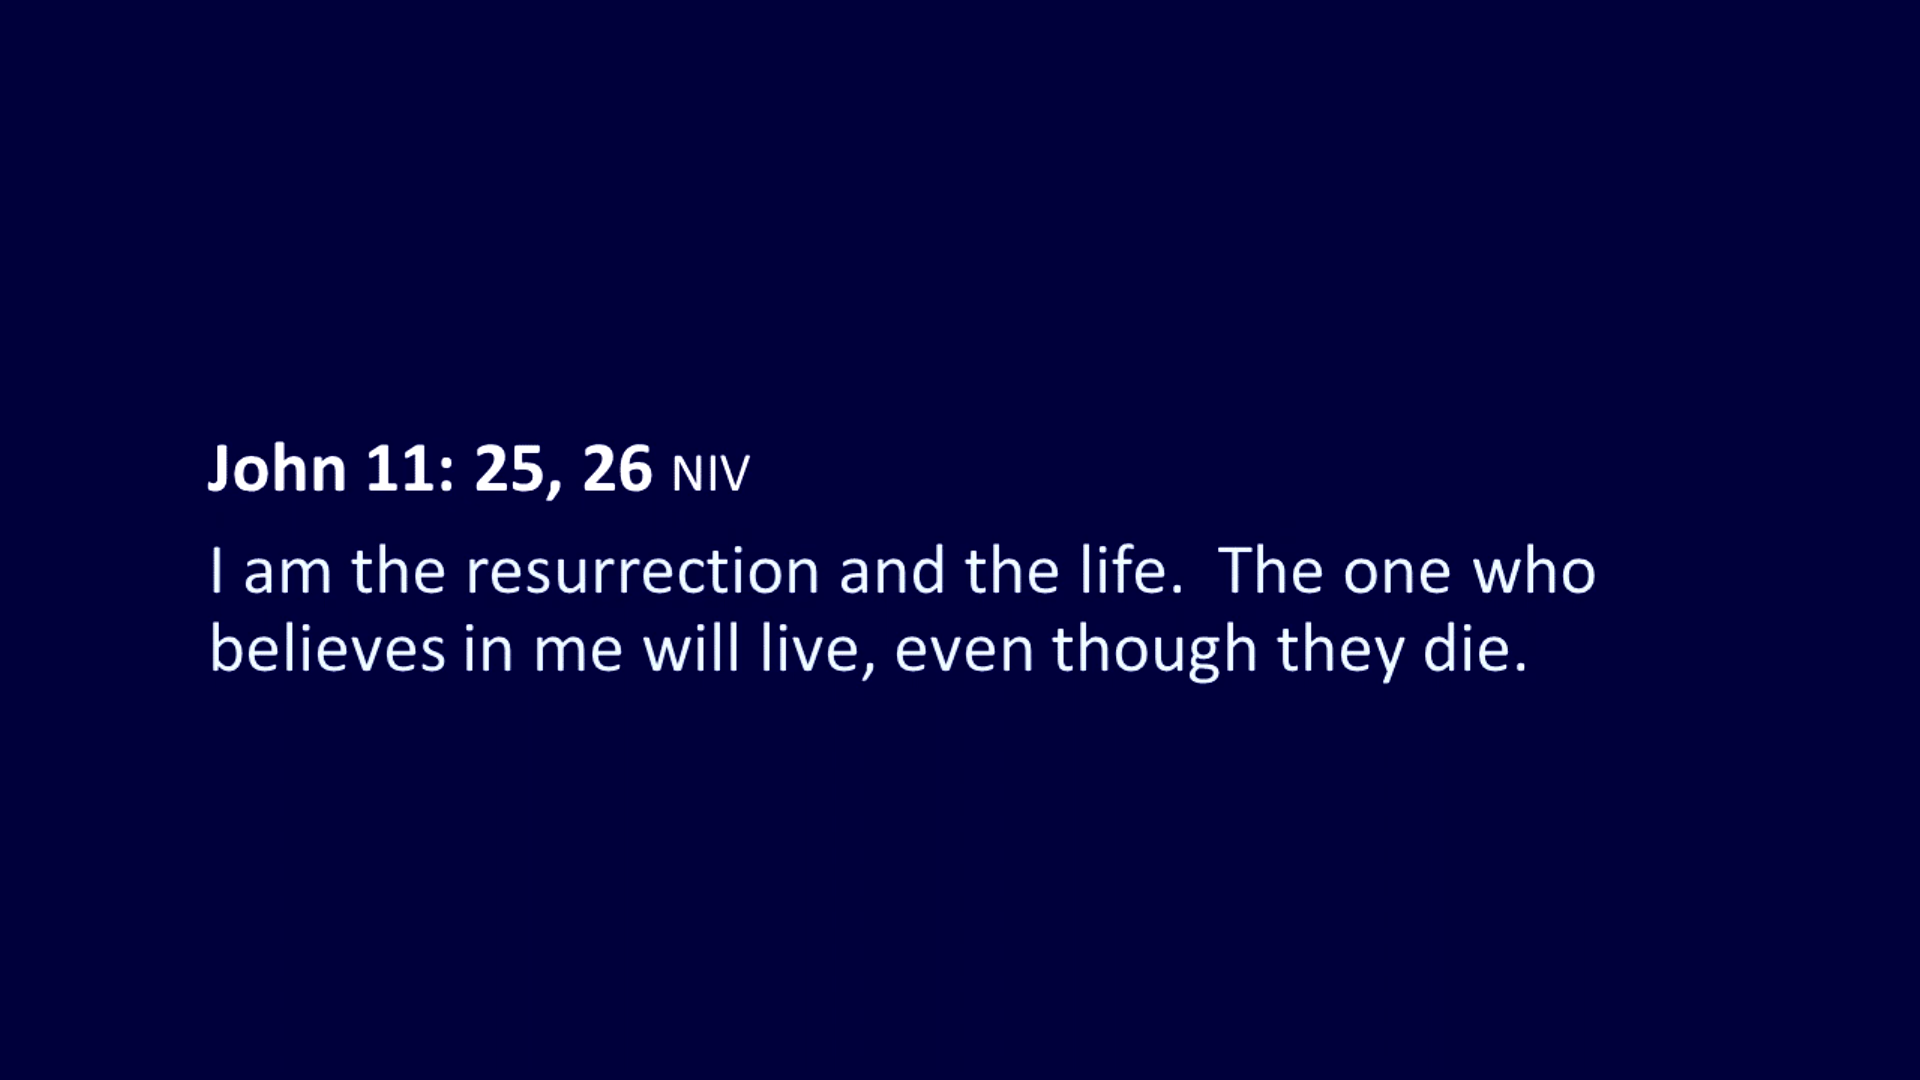 John 11: 25, 26 NIV
I am the resurrection and the life.  The one who
believes in me will live, even though they die.